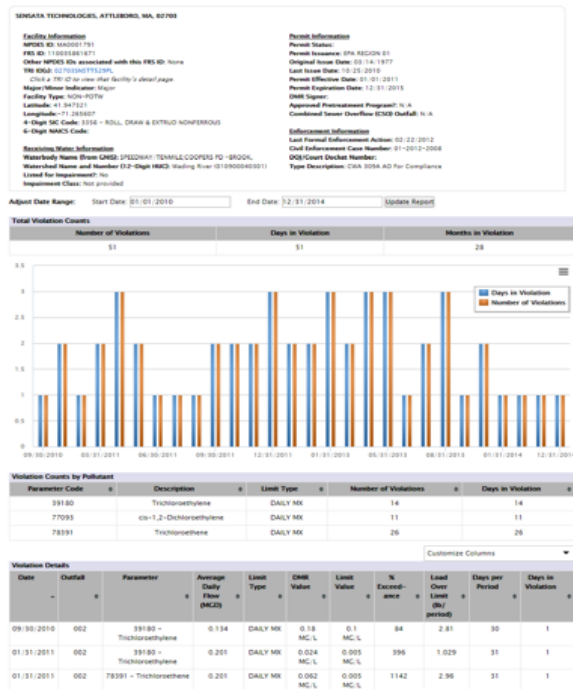 SENSATA TECHNOLOGIES, ATTLEBORO, MA, 02703
Facility Information
NPDES ID: MA0001791
FRS ID: 110035861871
Other NPDES IDs associated with this FRS ID: None
TRI ID(s): 02703SNSTT529PL
Click a TRI ID to view that facility's detail page.
Major/Minor Indicator: Major
Facility Type: NON-POTW
Latitude: 41.947321
Longitude: -71.285607
4-Digit SIC Code: 3356 - ROLL, DRAW & EXTRUD NONFERROUS
6-Digit NAICS Code:
Receiving Water Information
Waterbody Name (from GNIS): SPEEDWAY/TENMILE;COOPERS PD -BROOK,
Watershed Name and Number (12-Digit HUC): Wading River (010900040301)
Listed for Impairment?: No
Impairment Class: Not provided
Permit Information
Permit Status:
Permit Issuance: EPA REGION 01
Original Issue Date: 03/14/1977
Last Issue Date: 10/25/2010
Permit Effective Date: 01/01/2011
Permit Expiration Date: 12/31/2015
DMR Signer:
Approved Pretreatment Program?: N/A
Combined Sewer Overflow (CSO) Outfall: N/A
Enforcement Information
Last Formal Enforcement Action: 02/22/2012
Civil Enforcement Case Number: 01-2012-2008
DOJ/Court Docket Number:
Type Description: CWA 309A AO For Compliance
Adjust Date Range: Start Date: 01/01/2010 End Date: 12/31/2014 Update Report
Total Violation Counts
Number of Violations Days in Violation Months in Violation
51 51 28
3.5
3
2.5
2
1.5
1
0.5
0
Days in Violation
Number of Violations
09/30/2010 05/31/2011 06/30/2011 09/30/2011 12/31/2011 01/31/2013 05/31/2013 08/31/2013 01/31/2014 12/31/2014
Violation Counts by Pollutant
Parameter Code Description Limit Type Number of Violations Days in Violation
39180 Trichloroethylene DAILY MX 14 14
77093 cis-1,2-Dichloroethylene DAILY MX 11 11
78391 Trichloroethene DAILY MX 26 26
Customize Columns
Violation Details
Date Outfall Parameter Average Daily Flow (MGD) Limit Type DMR Value Limit Value % Exceed-ance Load Over Limit (lb/period) Days per Period Days in Violation
09/30/2010 002 39180 - Trichloroethylene 0.134 DAILY MX 0.18 MG/L 0.1 MG/L 84 2.81 30 1
01/31/2011 002 39180 - Trichloroethylene 0.201 DAILY MX 0.024 MG/L 0.005 MG/L 396 1.029 31 1
01/31/2011 002 78391 - Trichloroethene 0.201 DAILY MX 0.062 MG/L 0.005 MG/L 1142 2.96 31 1